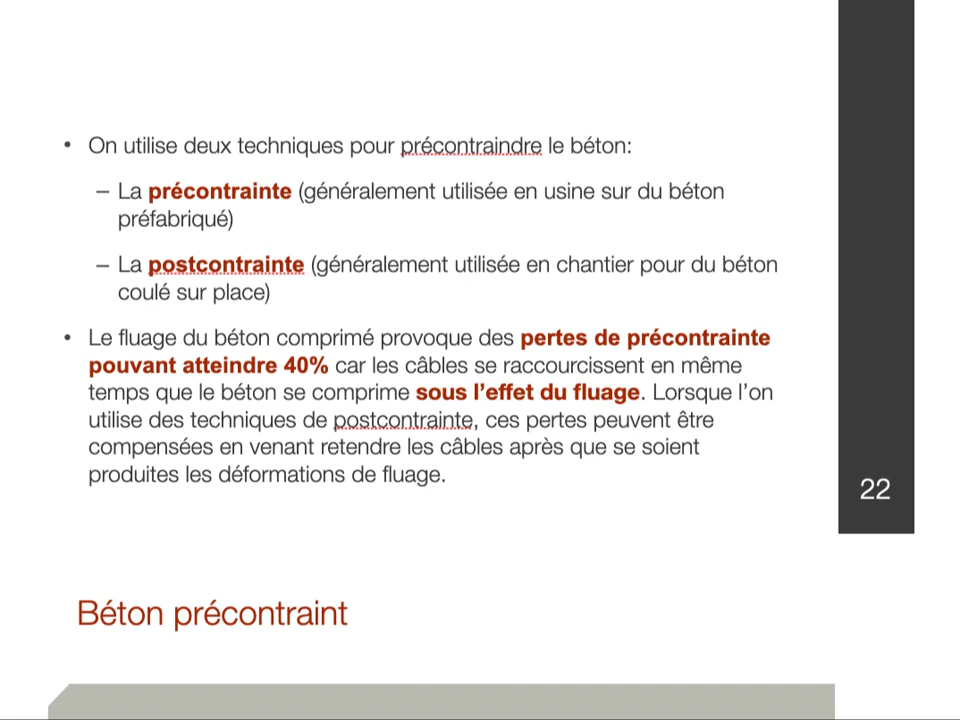 • On utilise deux techniques pour précontraindre le béton:
– La précontrainte (généralement utilisée en usine sur du béton
préfabriqué)
– La postcontrainte (généralement utilisée en chantier pour du béton
coulé sur place)
• Le fluage du béton comprimé provoque des pertes de précontrainte
pouvant atteindre 40% car les câbles se raccourcissent en même
temps que le béton se comprime sous l’effet du fluage. Lorsque l’on
utilise des techniques de postcontrainte, ces pertes peuvent être
compensées en venant retendre les câbles après que se soient
produites les déformations de fluage.
22
Béton précontraint